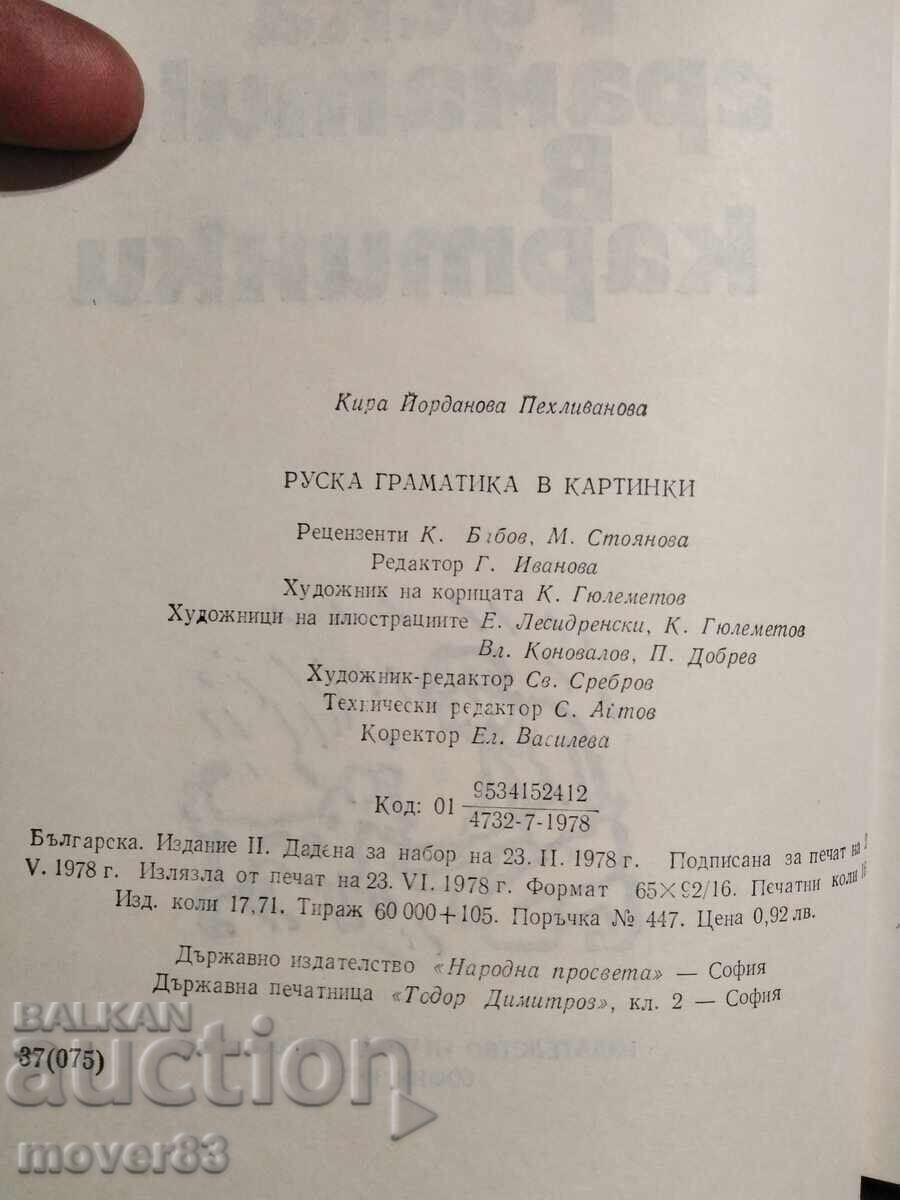 Кира Йорданова Пехливанова
РУСКА ГРАМАТИКА В КАРТИНКИ
Рецензенти К. Бабов, М. Стоянова
Редактор Г. Иванова
Художник на корицата К. Гюлеметов
Художници на илюстрациите Е. Лесидренски, К. Гюлеметов
Вл. Коновалов, П. Добрев
Художник-редактор Св. Сребров
Технически редактор С.
Коректор Ел. Василева
Код: 01 9534152412
4732-7-1978
Българска. Издание II. Дадена за набор на 23. II. 1978 г. Подписана за печат на
V. 1978 г. Излязла от печат на 23. VI. 1978 г. Формат 65×92/16. Печатни коли
Изд. коли 17,71. Тираж 60 000+105. Поръчка № 447. Цена 0,92 лв.
Държавно издателство «Народна просвета» — София
Държавна печатница «Тодор Димитров», кл. 2 — София
37(075)
BALKAN
auction
mover83